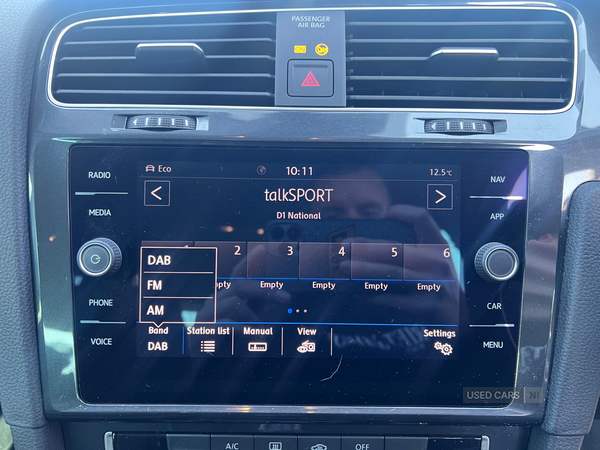 PASSENGER
AIR BAG
RADIO
MEDIA
PHONE
VOICE
NAV
APP
CAR
MENU
Eco
10:11
12.5°C
<
talkSPORT
>
D1 National
2 3 4 5 6
Empty Empty Empty Empty
DAB
FM
AM
Band
DAB
Station list
Manual
View
Settings
USED CARS NI
A/C
OFF